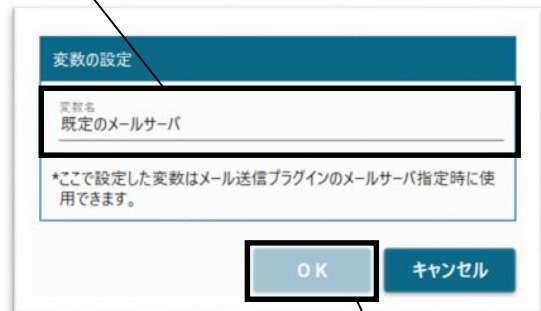 変数の設定
変数名
既定のメールサーバ
*ここで設定した変数はメール送信プラグインのメールサーバ指定時に使
用できます。
OK
キャンセル